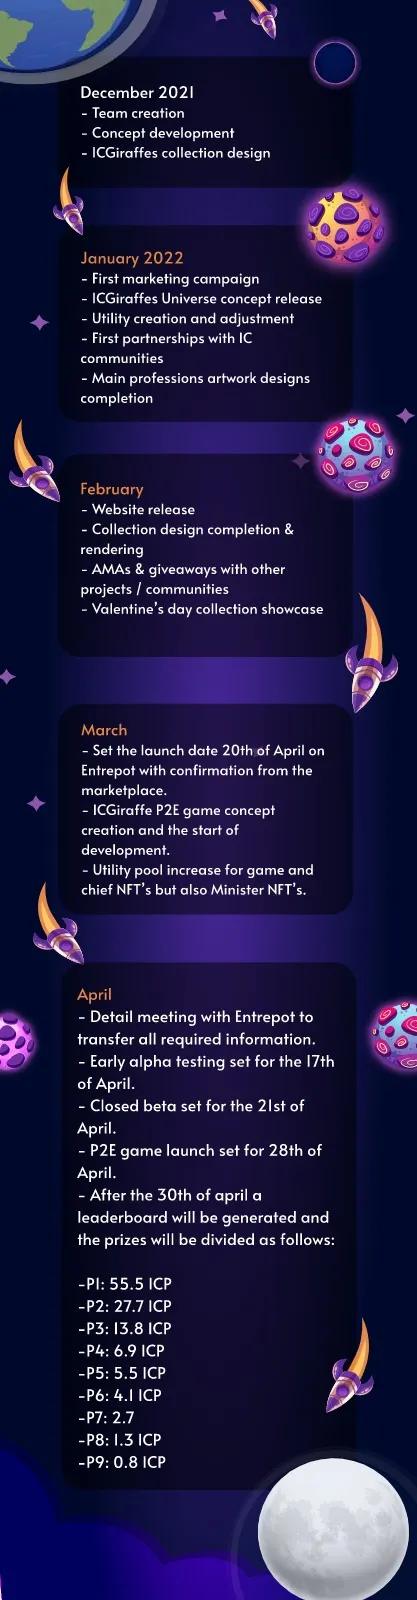 December 2021
- Team creation
- Concept development
- ICGiraffes collection design
January 2022
- First marketing campaign
- ICGiraffes Universe concept release
- Utility creation and adjustment
- First partnerships with IC
communities
- Main professions artwork designs
completion
February
- Website release
- Collection design completion &
rendering
- AMAs & giveaways with other
projects / communities
- Valentine's day collection showcase
March
- Set the launch date 20th of April on
Entrepot with confirmation from the
marketplace.
- ICGiraffe P2E game concept
creation and the start of
development.
- Utility pool increase for game and
chief NFT's but also Minister NFT's.
April
- Detail meeting with Entrepot to
transfer all required information.
- Early alpha testing set for the 17th
of April.
- Closed beta set for the 21st of
April.
- P2E game launch set for 28th of
April.
- After the 30th of april a
leaderboard will be generated and
the prizes will be divided as follows:
-P1: 55.5 ICP
-P2: 27.7 ICP
-P3: 13.8 ICP
-P4: 6.9 ICP
-P5: 5.5 ICP
-P6: 4.1 ICP
-P7: 2.7
-P8: 1.3 ICP
-P9: 0.8 ICP